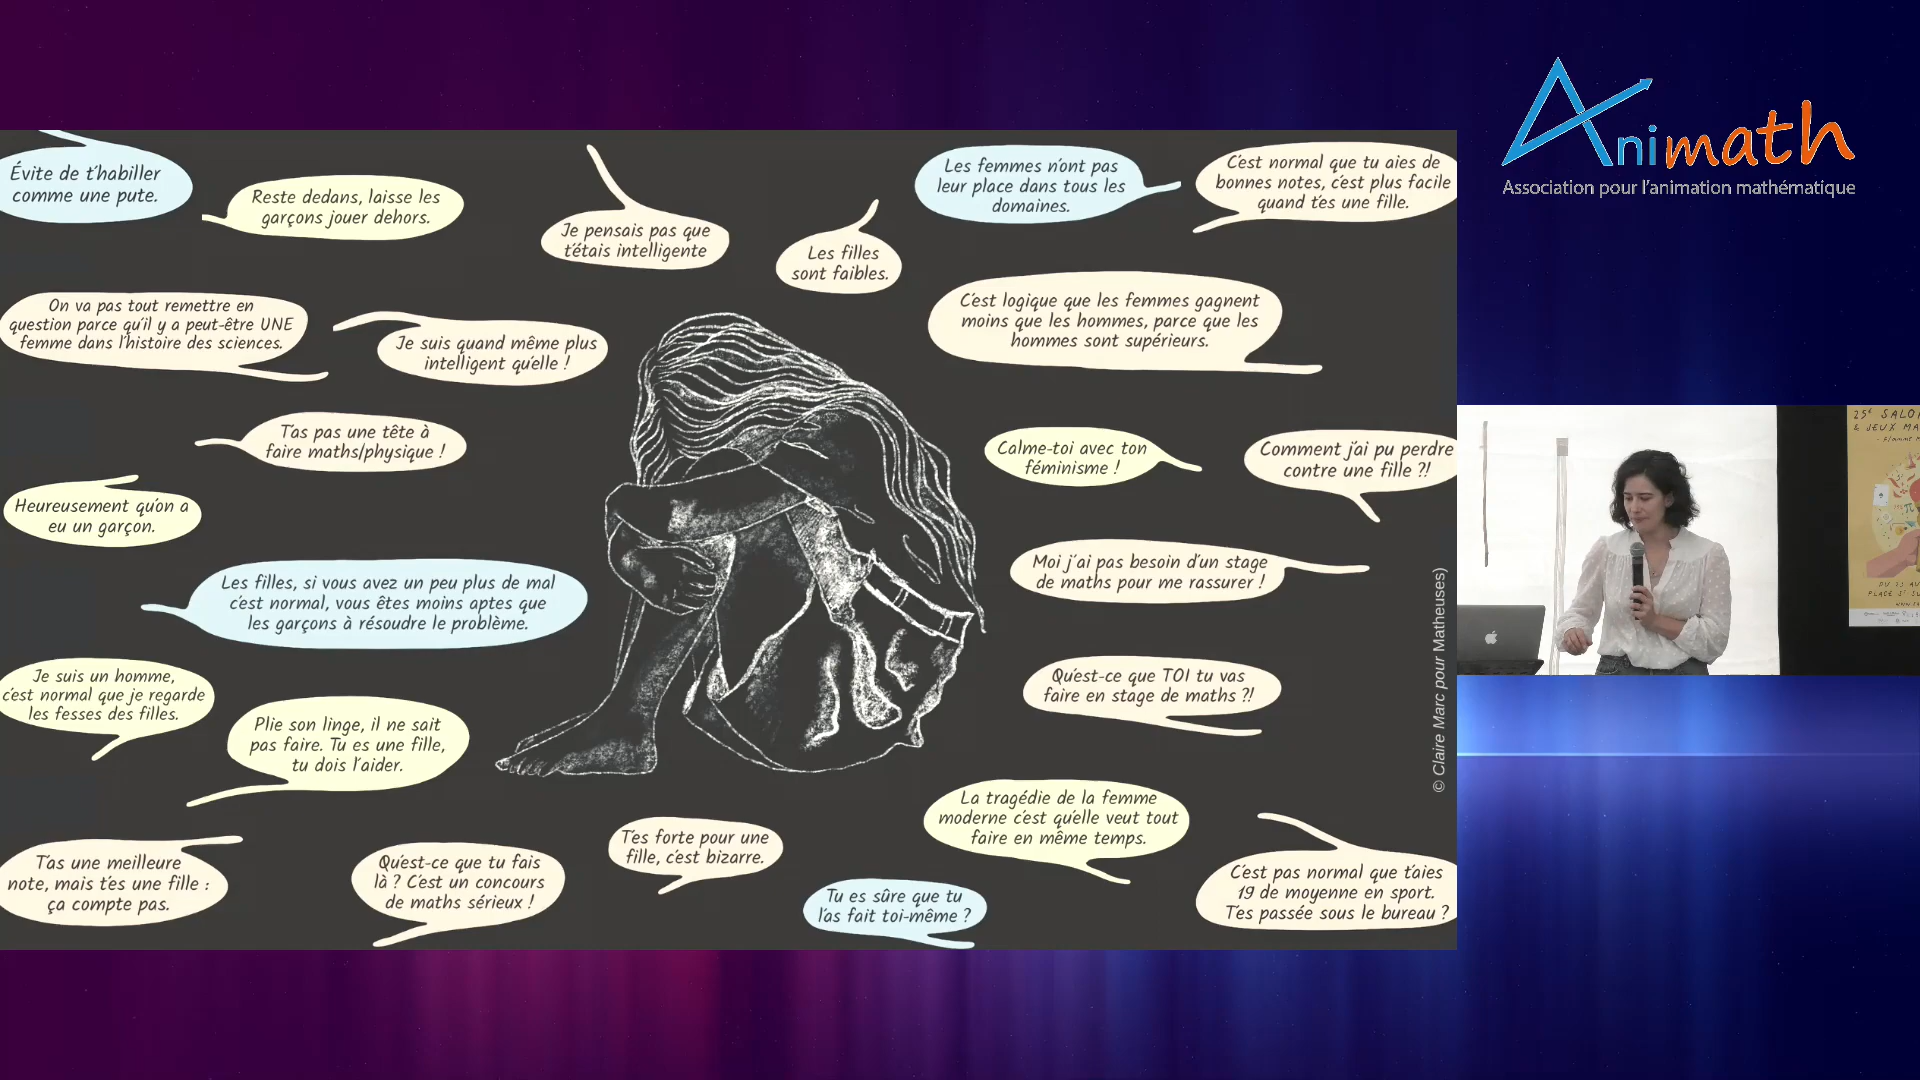 Évite de t'habiller
comme une pute.
Reste dedans, laisse les
garçons jouer dehors.
Je pensais pas que
t'étais intelligente
Les filles
sont faibles.
Les femmes n'ont pas
leur place dans tous les
domaines.
C'est normal que tu aies de
bonnes notes, c'est plus facile
quand t'es une fille.
On va pas tout remettre en
question parce qu'il y a peut-être UNE
femme dans l'histoire des sciences.
Je suis quand même plus
intelligent qu'elle !
C'est logique que les femmes gagnent
moins que les hommes, parce que les
hommes sont supérieurs.
T'as pas une tête à
faire maths/physique !
Calme-toi avec ton
féminisme !
Comment j'ai pu perdre
contre une fille ?!
Heureusement qu'on a
eu un garçon.
Les filles, si vous avez un peu plus de mal
c'est normal, vous êtes moins aptes que
les garçons à résoudre le problème.
Moi j'ai pas besoin d'un stage
de maths pour me rassurer !
Je suis un homme,
c'est normal que je regarde
les fesses des filles.
Plie son linge, il ne sait
pas faire. Tu es une fille,
tu dois l'aider.
Qu'est-ce que TOI tu vas
faire en stage de maths ?!
T'as une meilleure
note, mais t'es une fille :
ça compte pas.
Qu'est-ce que tu fais
là ? C'est un concours
de maths sérieux !
T'es forte pour une
fille, c'est bizarre.
Tu es sûre que tu
l'as fait toi-même ?
La tragédie de la femme
moderne c'est qu'elle veut tout
faire en même temps.
C'est pas normal que t'aies
19 de moyenne en sport.
T'es passée sous le bureau ?
© Claire Marc pour Matheuses)
Animath
Association pour l'animation mathématique
25e SALO
& JEUX MA